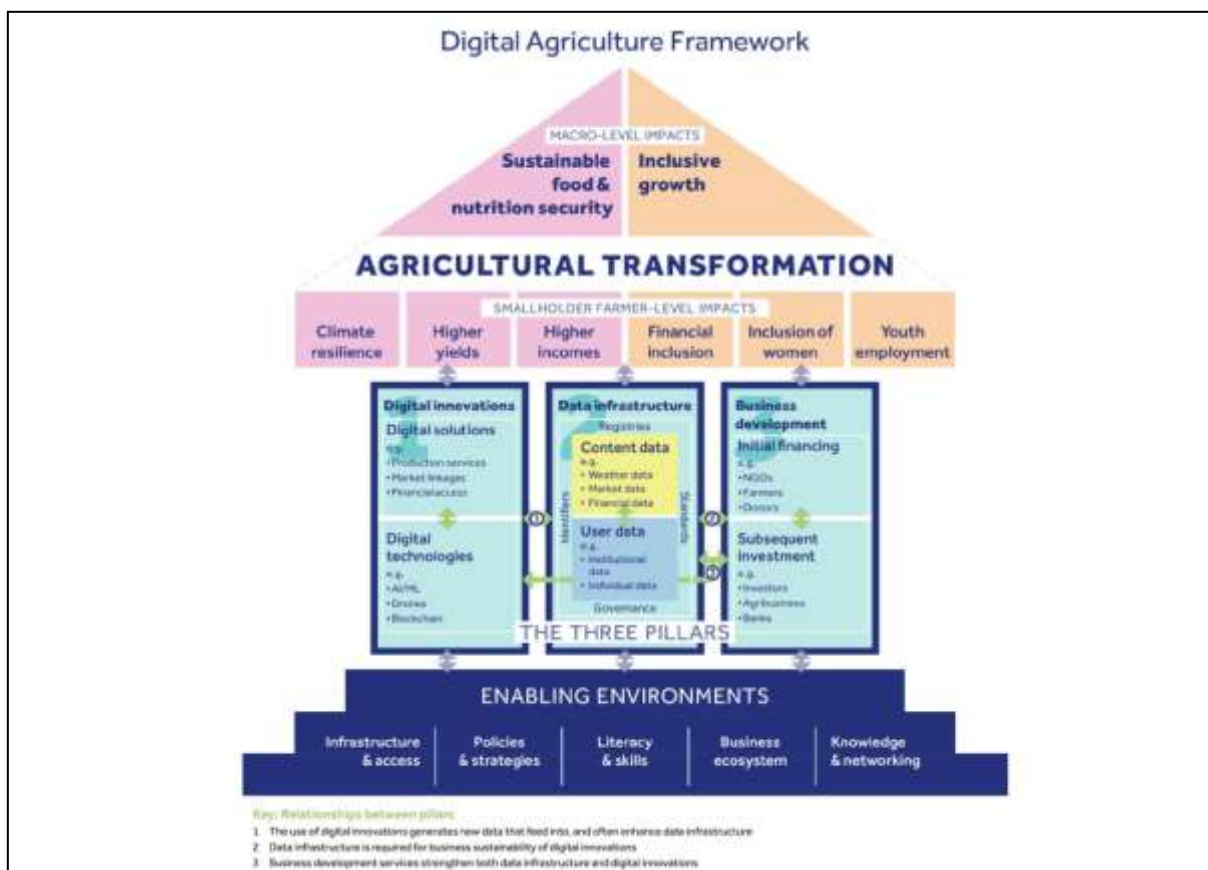 Digital Agriculture Framework
MACRO-LEVEL IMPACTS
Sustainable
food &
nutrition security
Inclusive
growth
AGRICULTURAL TRANSFORMATION
SMALLHOLDER FARMER-LEVEL IMPACTS
Climate
resilience
Higher
yields
Higher
incomes
Financial
inclusion
Inclusion of
women
Youth
employment
1
Digital innovations
Digital solutions
e.g.
• Production services
• Market linkages
• Financial access
Digital
technologies
e.g.
• AI/ML
• Drones
• Blockchain
1
2
Data infrastructure
Registries
Identifiers
Content data
e.g.
• Weather data
• Market data
• Financial data
Standards
User data
e.g.
• Institutional
data
• Individual data
Governance
2
3
3
Business
development
Initial financing
e.g.
• NGOs
• Farmers
• Donors
Subsequent
investment
e.g.
• Investors
• Agribusiness
• Banks
THE THREE PILLARS
ENABLING ENVIRONMENTS
Infrastructure
& access
Policies
& strategies
Literacy
& skills
Business
ecosystem
Knowledge
& networking
Key: Relationships between pillars
1 The use of digital innovations generates new data that feed into, and often enhance data infrastructure
2 Data infrastructure is required for business sustainability of digital innovations
3 Business development services strengthen both data infrastructure and digital innovations